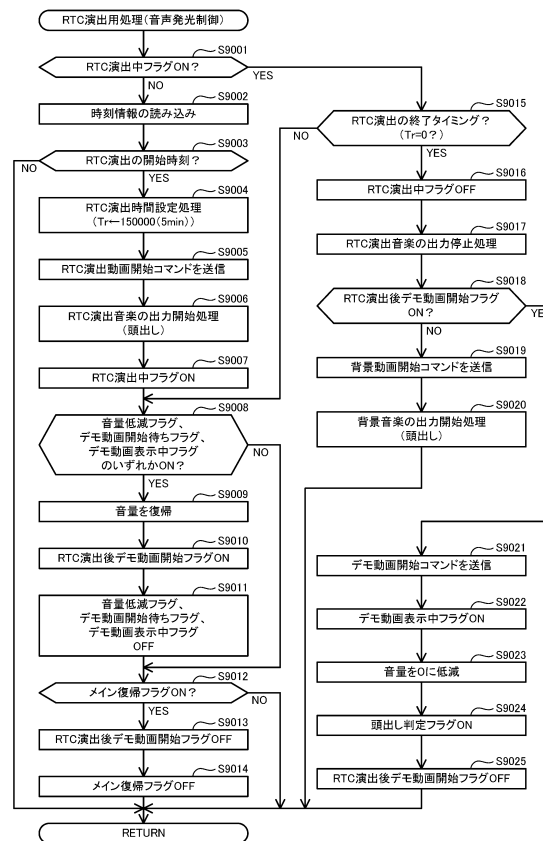 RTC演出用処理(音声発光制御)
S9001
RTC演出中フラグON?
YES
NO
S9002
時刻情報の読み込み
S9003
RTC演出の開始時刻?
NO
YES
S9004
RTC演出時間設定処理
(Tr←150000(5min))
S9005
RTC演出動画開始コマンドを送信
S9006
RTC演出音楽の出力開始処理
(頭出し)
S9007
RTC演出中フラグON
S9008
音量低減フラグ、
デモ動画開始待ちフラグ、
デモ動画表示中フラグ
のいずれかON?
NO
YES
S9009
音量を復帰
S9010
RTC演出後デモ動画開始フラグON
S9011
音量低減フラグ、
デモ動画開始待ちフラグ、
デモ動画表示中フラグ
OFF
S9012
メイン復帰フラグON?
NO
YES
S9013
RTC演出後デモ動画開始フラグOFF
S9014
メイン復帰フラグOFF
RETURN
S9015
RTC演出の終了タイミング?
(Tr=0?)
NO
YES
S9016
RTC演出中フラグOFF
S9017
RTC演出音楽の出力停止処理
S9018
RTC演出後デモ動画開始フラグ
ON?
YE
NO
S9019
背景動画開始コマンドを送信
S9020
背景音楽の出力開始処理
(頭出し)
S9021
デモ動画開始コマンドを送信
S9022
デモ動画表示中フラグON
S9023
音量を0に低減
S9024
頭出し判定フラグON
S9025
RTC演出後デモ動画開始フラグOFF